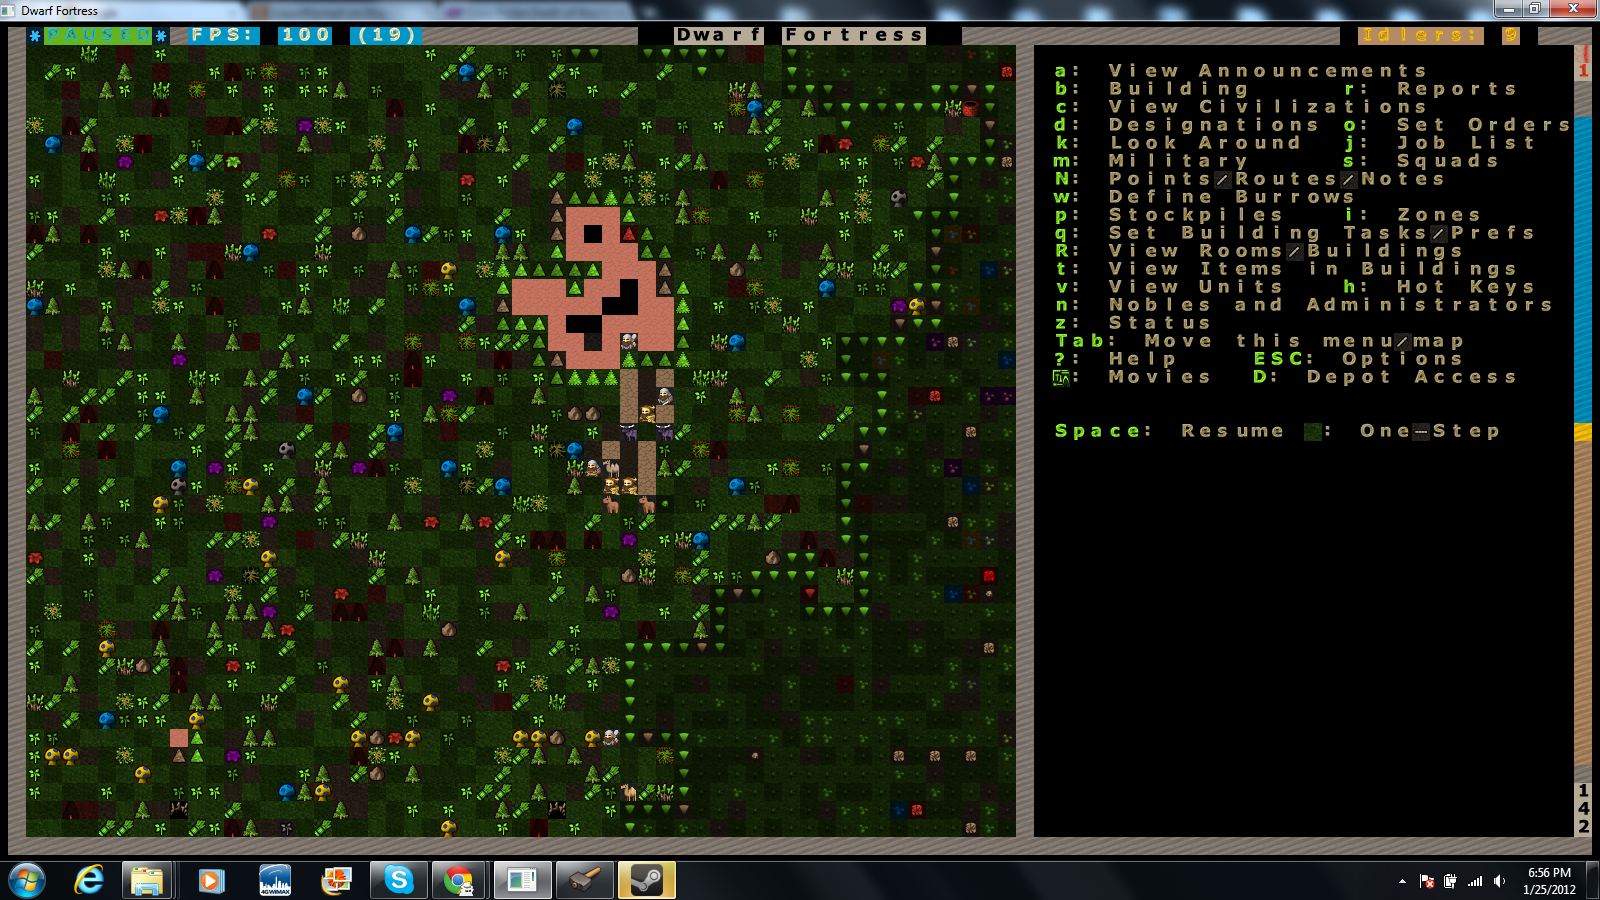 Dwarf Fortress
*PAUSED* FPS: 100 (19) Dwarf Fortress Idlers: 9
a: View Announcements
b: Building r: Reports
c: View Civilizations
d: Designations o: Set Orders
k: Look Around j: Job List
m: Military s: Squads
N: Points/Routes/Notes
w: Define Burrows
p: Stockpiles i: Zones
q: Set Building Tasks/Prefs
R: View Rooms/Buildings
t: View Items in Buildings
v: View Units h: Hot Keys
n: Nobles and Administrators
z: Status
Tab: Move this menu/map
?: Help ESC: Options
: Movies D: Depot Access
Space: Resume : One-Step
1
142
4G WiMAX
6:56 PM
1/25/2012